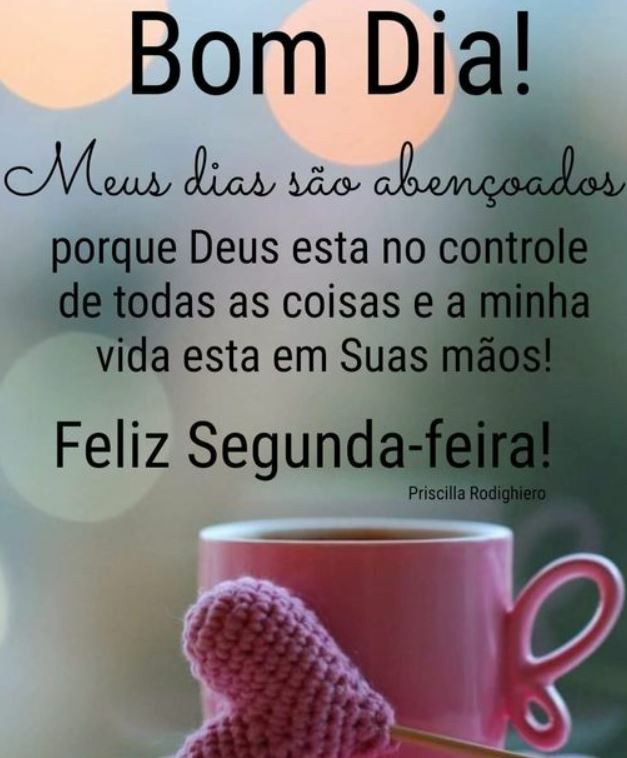 Bom Dia!
Meus dias são abençoados
porque Deus esta no controle
de todas as coisas e a minha
vida esta em Suas mãos!
Feliz Segunda-feira!
Priscilla Rodighiero